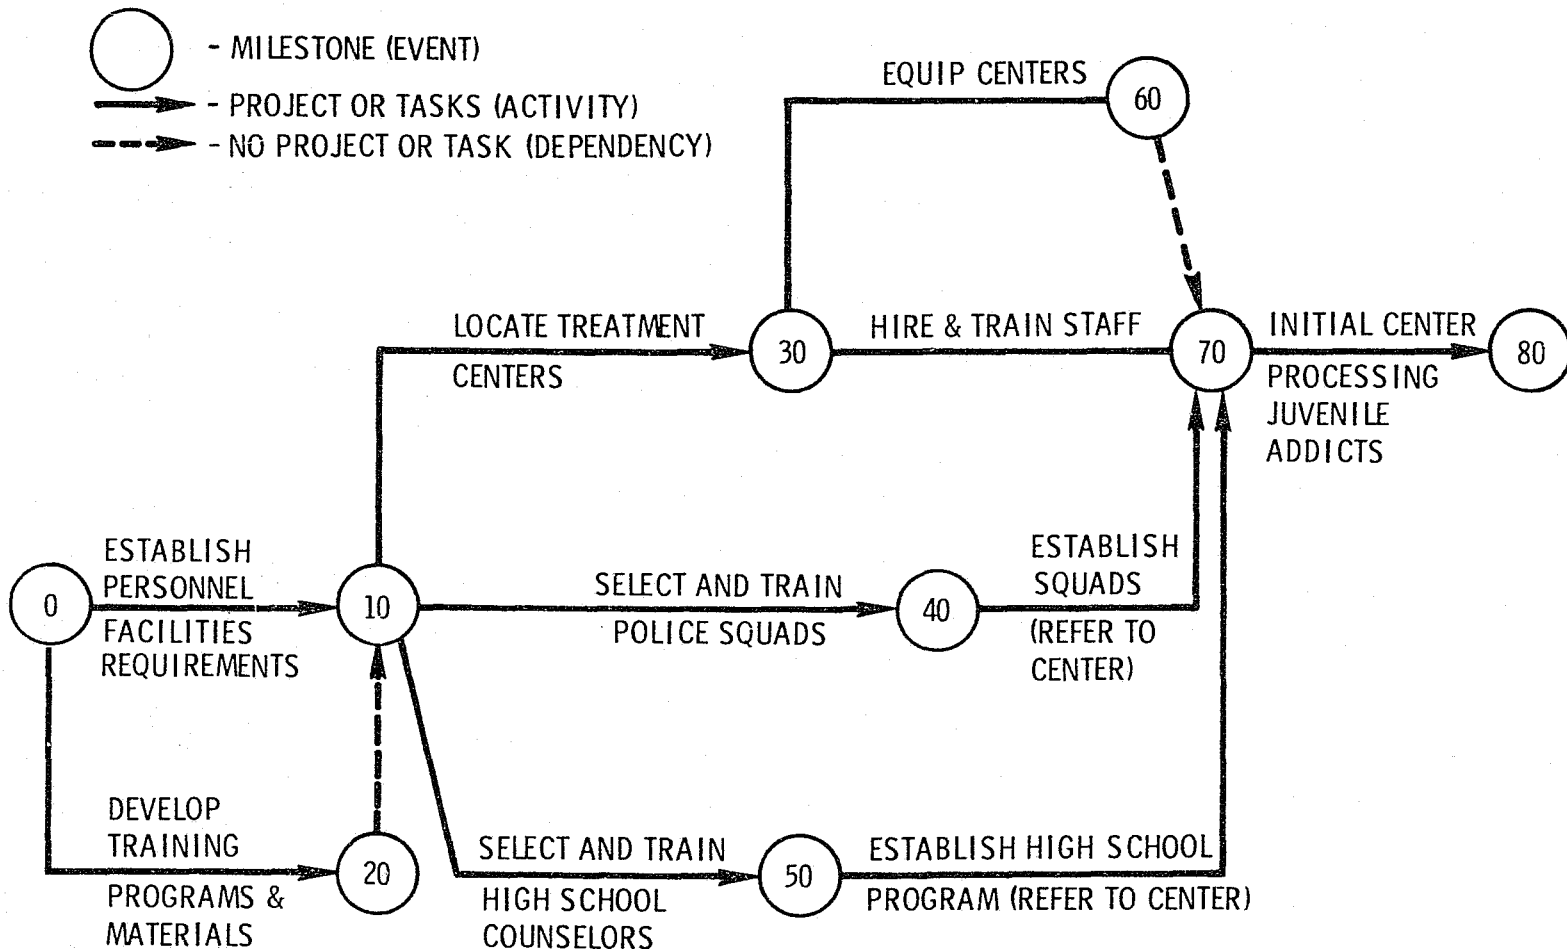 - MILESTONE (EVENT)
- PROJECT OR TASKS (ACTIVITY)
- NO PROJECT OR TASK (DEPENDENCY)
EQUIP CENTERS
60
LOCATE TREATMENT
CENTERS
30
HIRE & TRAIN STAFF
70
INITIAL CENTER
PROCESSING
JUVENILE
ADDICTS
80
0
ESTABLISH
PERSONNEL
FACILITIES
REQUIREMENTS
10
SELECT AND TRAIN
POLICE SQUADS
40
ESTABLISH
SQUADS
(REFER TO
CENTER)
DEVELOP
TRAINING
PROGRAMS &
MATERIALS
20
SELECT AND TRAIN
HIGH SCHOOL
COUNSELORS
50
ESTABLISH HIGH SCHOOL
PROGRAM (REFER TO CENTER)